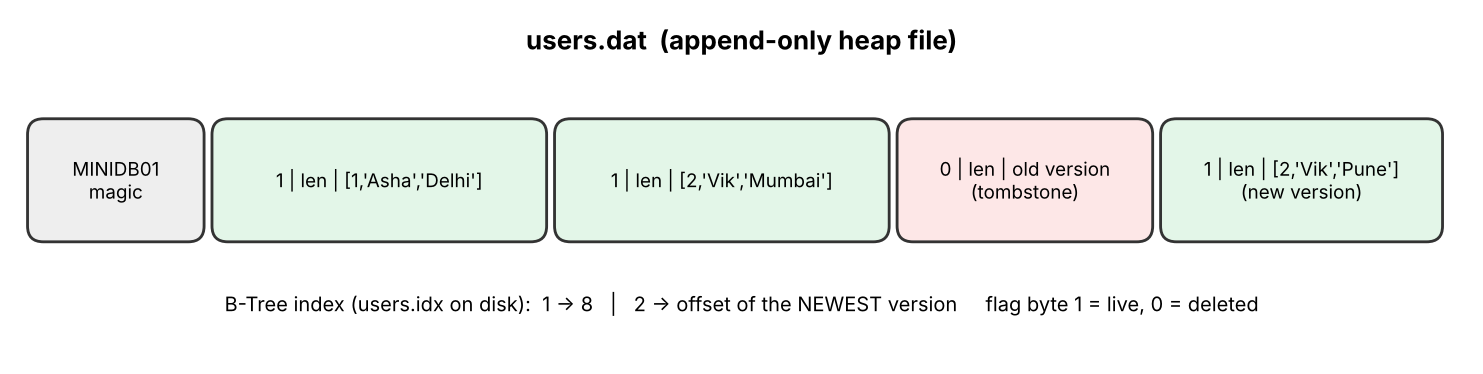 users.dat (append-only heap file)
MINIDB01
magic
1 | len | [1,'Asha','Delhi']
1 | len | [2,'Vik','Mumbai']
0 | len | old version
(tombstone)
1 | len | [2,'Vik','Pune']
(new version)
B-Tree index (users.idx on disk): 1 → 8 | 2 → offset of the NEWEST version flag byte 1 = live, 0 = deleted